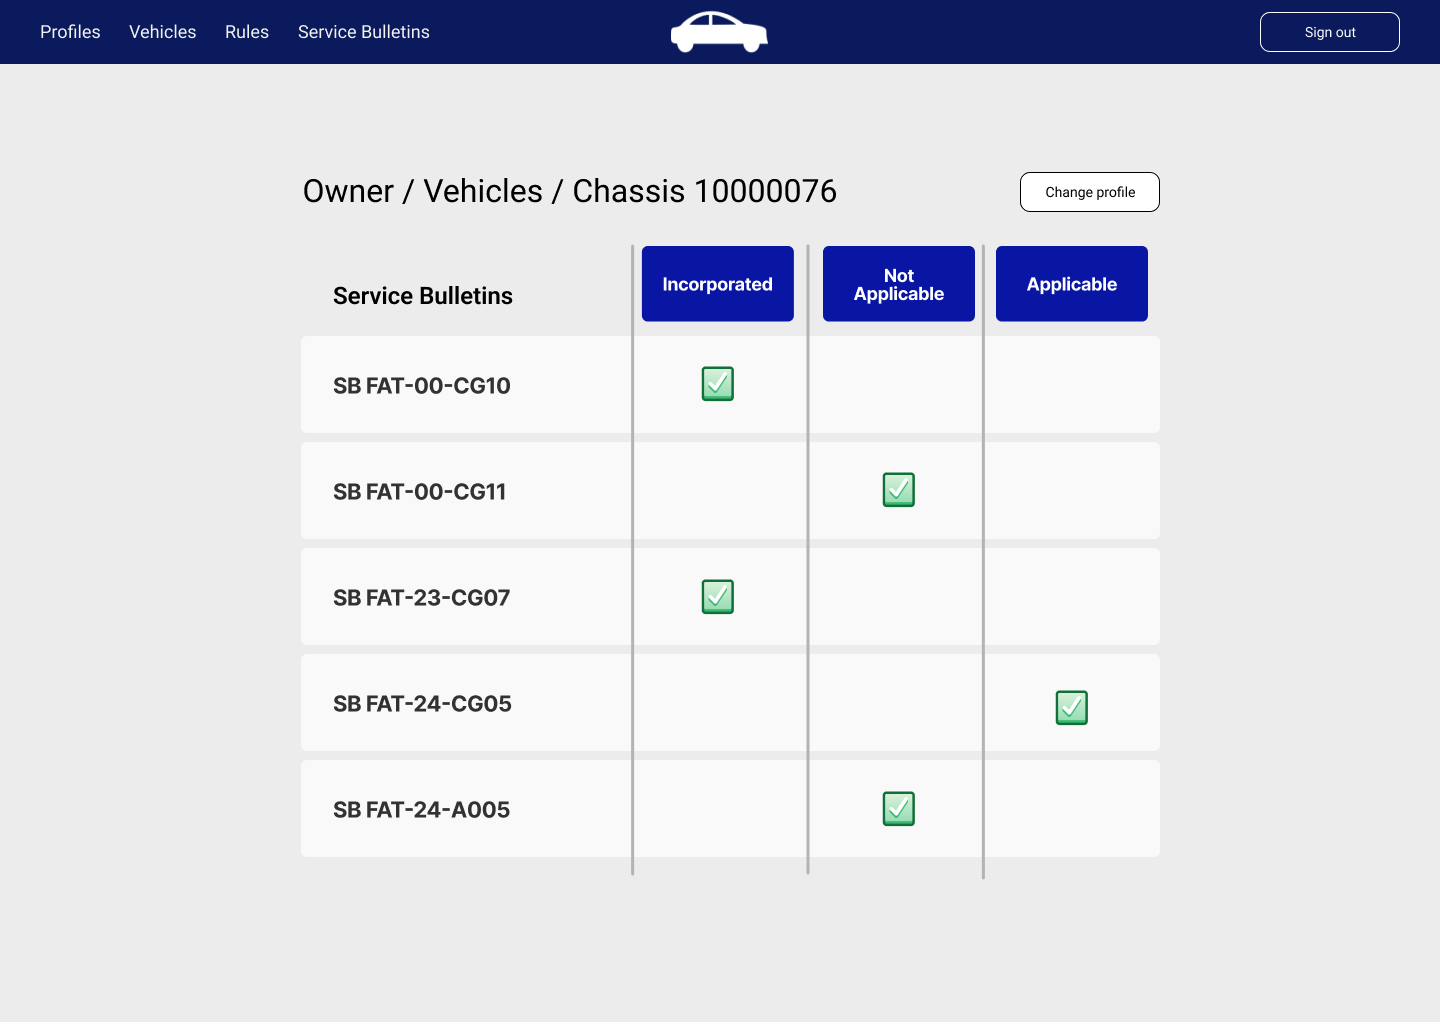 Profiles Vehicles Rules Service Bulletins Sign out
Owner / Vehicles / Chassis 10000076 Change profile
Service Bulletins Incorporated Not Applicable Applicable
SB FAT-00-CG10
SB FAT-00-CG11
SB FAT-23-CG07
SB FAT-24-CG05
SB FAT-24-A005